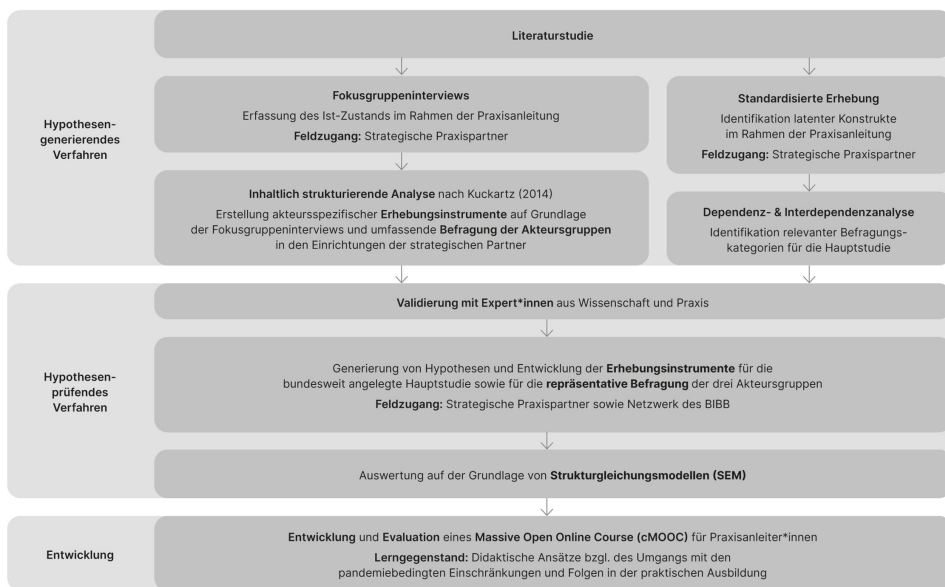 Literaturstudie
Hypothesen-
generierendes
Verfahren
Fokusgruppeninterviews
Erfassung des Ist-Zustands im Rahmen der Praxisanleitung
Feldzugang: Strategische Praxispartner
Standardisierte Erhebung
Identifikation latenter Konstrukte
im Rahmen der Praxisanleitung
Feldzugang: Strategische Praxispartner
Inhaltlich strukturierende Analyse nach Kuckartz (2014)
Erstellung akteursspezifischer Erhebungsinstrumente auf Grundlage
der Fokusgruppeninterviews und umfassende Befragung der Akteursgruppen
in den Einrichtungen der strategischen Partner
Dependenz- & Interdependenzanalyse
Identifikation relevanter Befragungs-
kategorien für die Hauptstudie
Hypothesen-
prüfendes
Verfahren
Validierung mit Expert*innen aus Wissenschaft und Praxis
Generierung von Hypothesen und Entwicklung der Erhebungsinstrumente für die
bundesweit angelegte Hauptstudie sowie für die repräsentative Befragung der drei Akteursgruppen
Feldzugang: Strategische Praxispartner sowie Netzwerk des BIBB
Auswertung auf der Grundlage von Strukturgleichungsmodellen (SEM)
Entwicklung
Entwicklung und Evaluation eines Massive Open Online Course (cMOOC) für Praxisanleiter*innen
Lerngegenstand: Didaktische Ansätze bzgl. des Umgangs mit den
pandemiebedingten Einschränkungen und Folgen in der praktischen Ausbildung